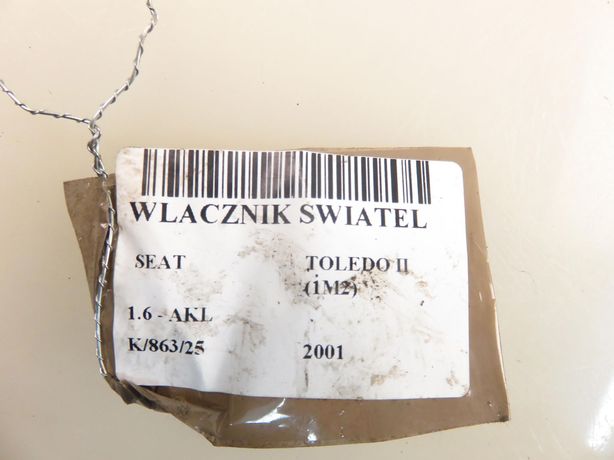 WLACZNIK SWIATEL
SEAT TOLEDO II
(1M2)
1.6 - AKL
K/863/25 2001